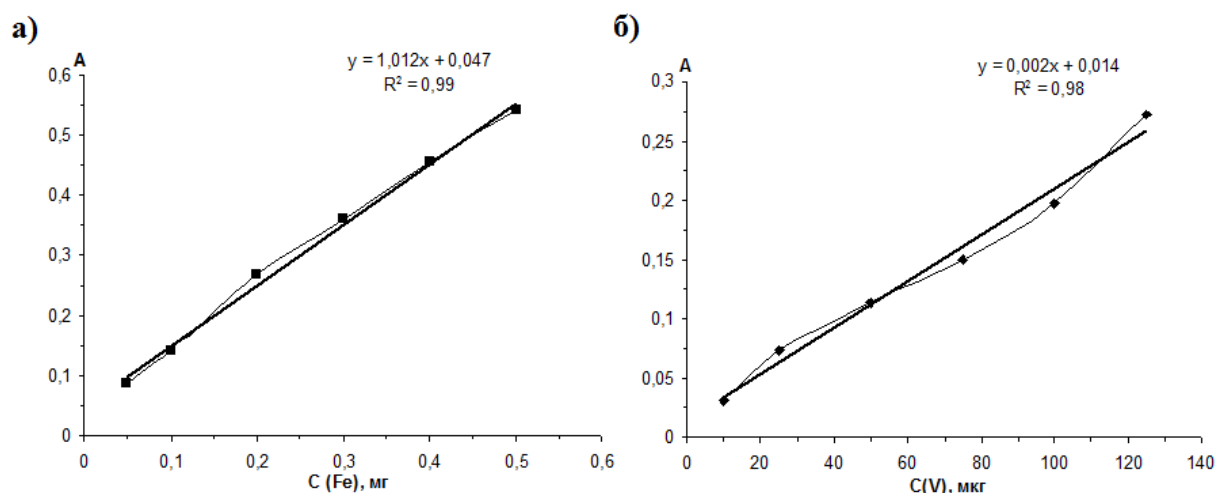 а)
A
y = 1,012x + 0,047
R² = 0,99
0,6
0,5
0,4
0,3
0,2
0,1
0
0 0,1 0,2 0,3 0,4 0,5 0,6
C (Fe), мг
б)
A
y = 0,002x + 0,014
R² = 0,98
0,3
0,25
0,2
0,15
0,1
0,05
0
0 20 40 60 80 100 120 140
C(V), мкг